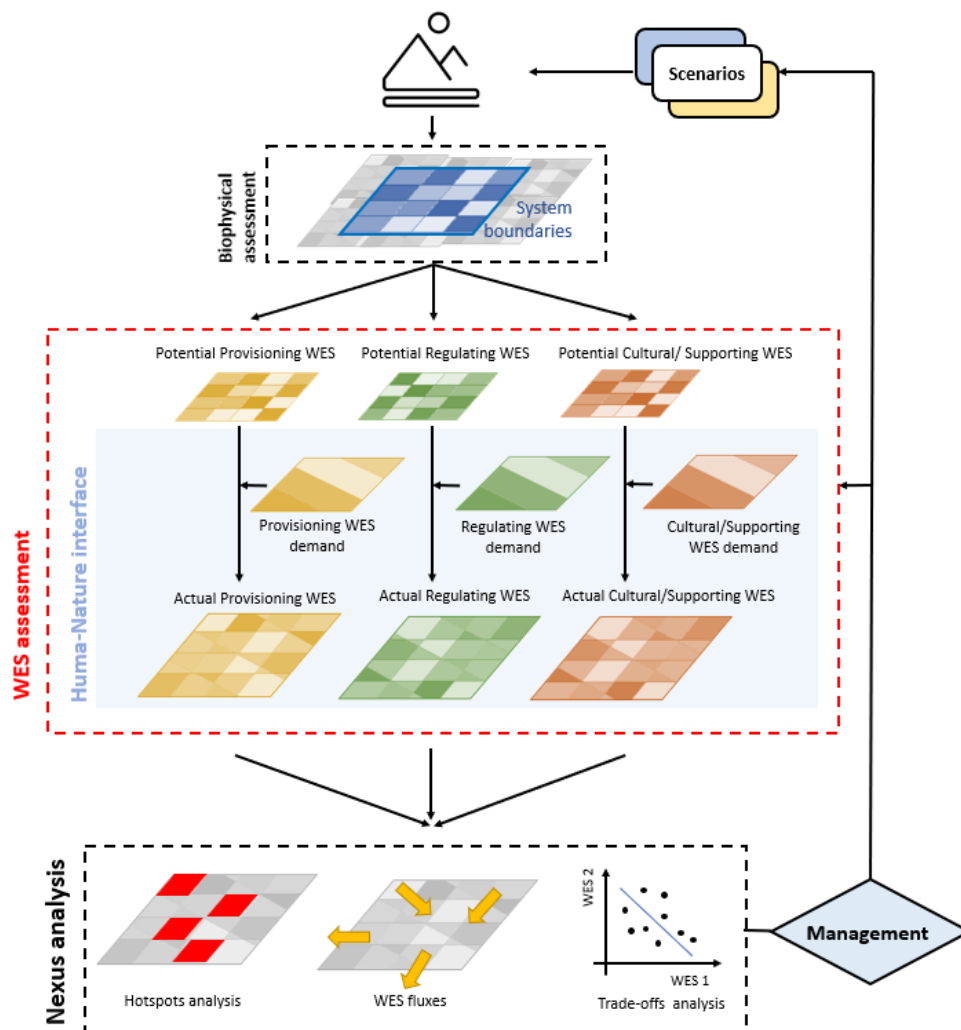 Scenarios
Biophysical
assessment
System
boundaries
Potential Provisioning WES
Potential Regulating WES
Potential Cultural/ Supporting WES
WES assessment
Huma-Nature interface
Provisioning WES
demand
Regulating WES
demand
Cultural/Supporting
WES demand
Actual Provisioning WES
Actual Regulating WES
Actual Cultural/Supporting WES
Nexus analysis
Hotspots analysis
WES fluxes
WES 2
WES 1
Trade-offs analysis
Management